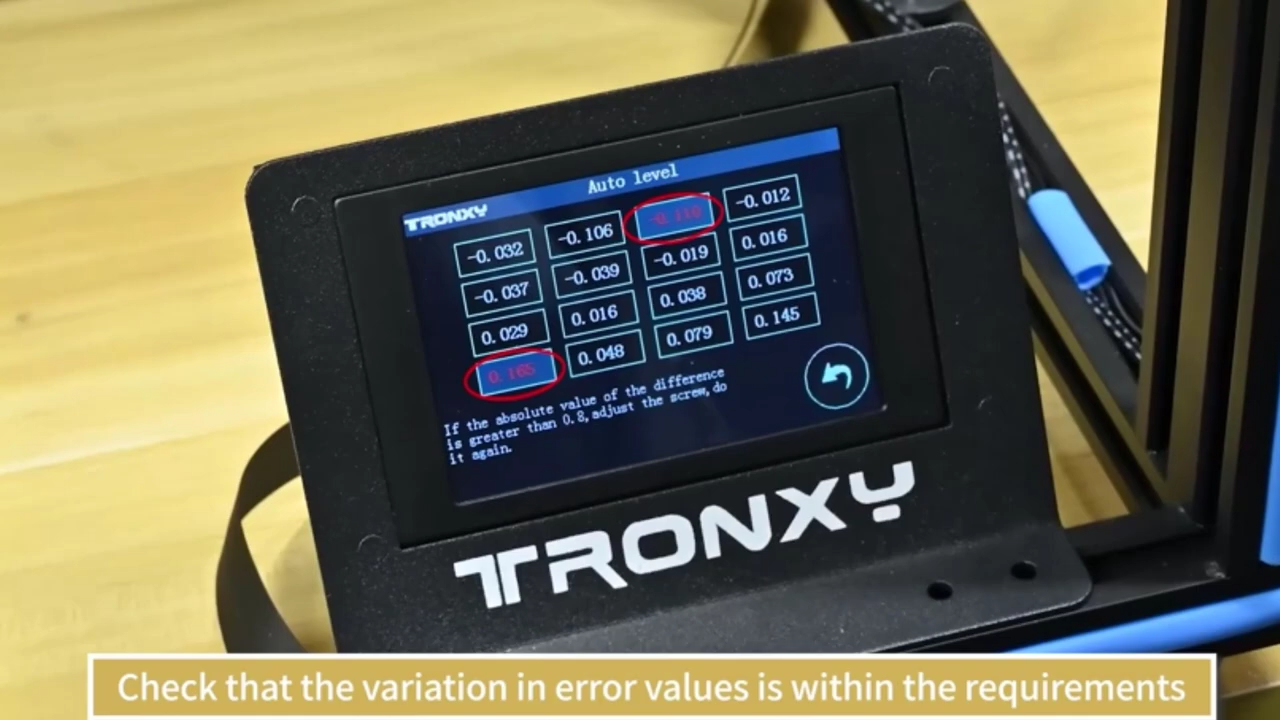 Auto level
TRONXY
-0.032 -0.106 -0.110 -0.012
-0.037 -0.039 -0.019 0.016
0.029 0.016 0.038 0.073
0.165 0.048 0.079 0.145
If the absolute value of the difference
is greater than 0.8,adjust the screw,do
it again.
TRONXY
Check that the variation in error values is within the requirements